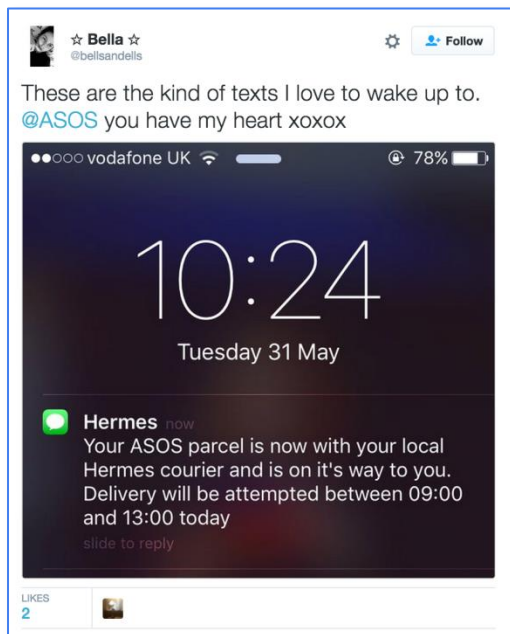 ☆ Bella ☆
@bellsandells
Follow
These are the kind of texts I love to wake up to.
@ASOS you have my heart xoxox
vodafone UK
78%
10:24
Tuesday 31 May
Hermes now
Your ASOS parcel is now with your local
Hermes courier and is on it's way to you.
Delivery will be attempted between 09:00
and 13:00 today
slide to reply
LIKES
2